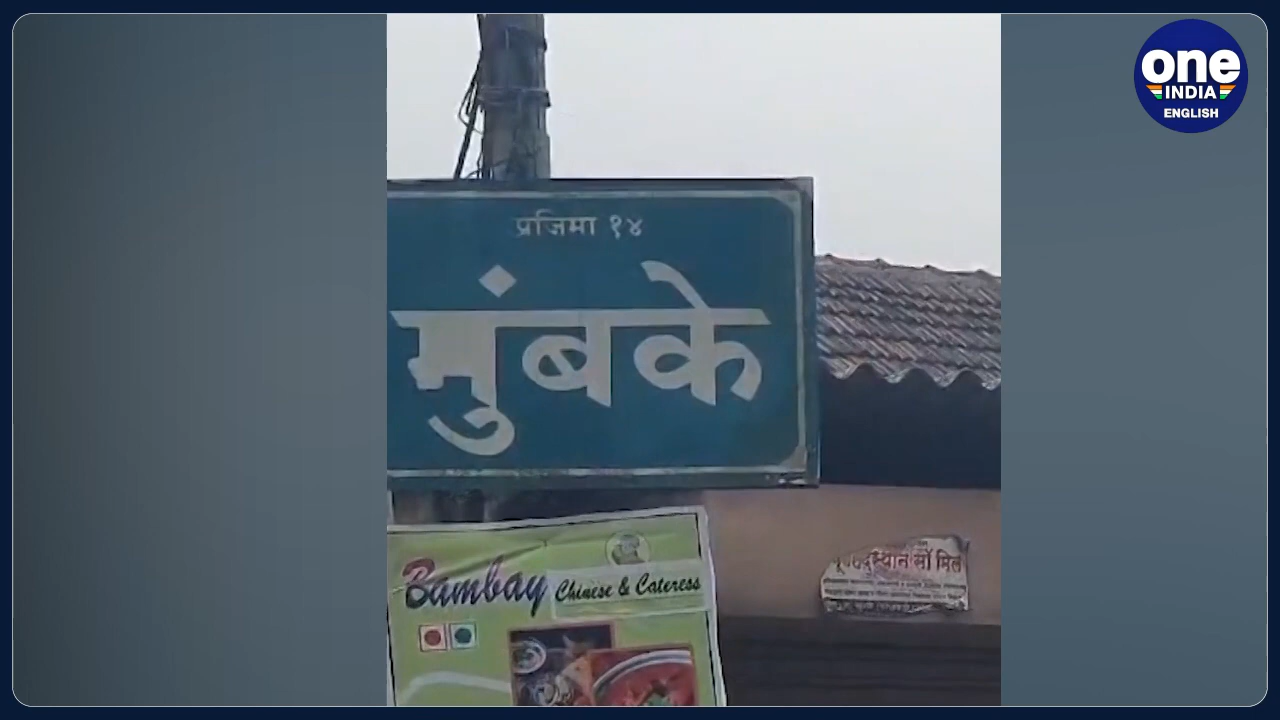 one
INDIA
ENGLISH
प्रजिमा १४
मुंबके
Bambay Chinese & Cateress
स्थान सॉ मिल